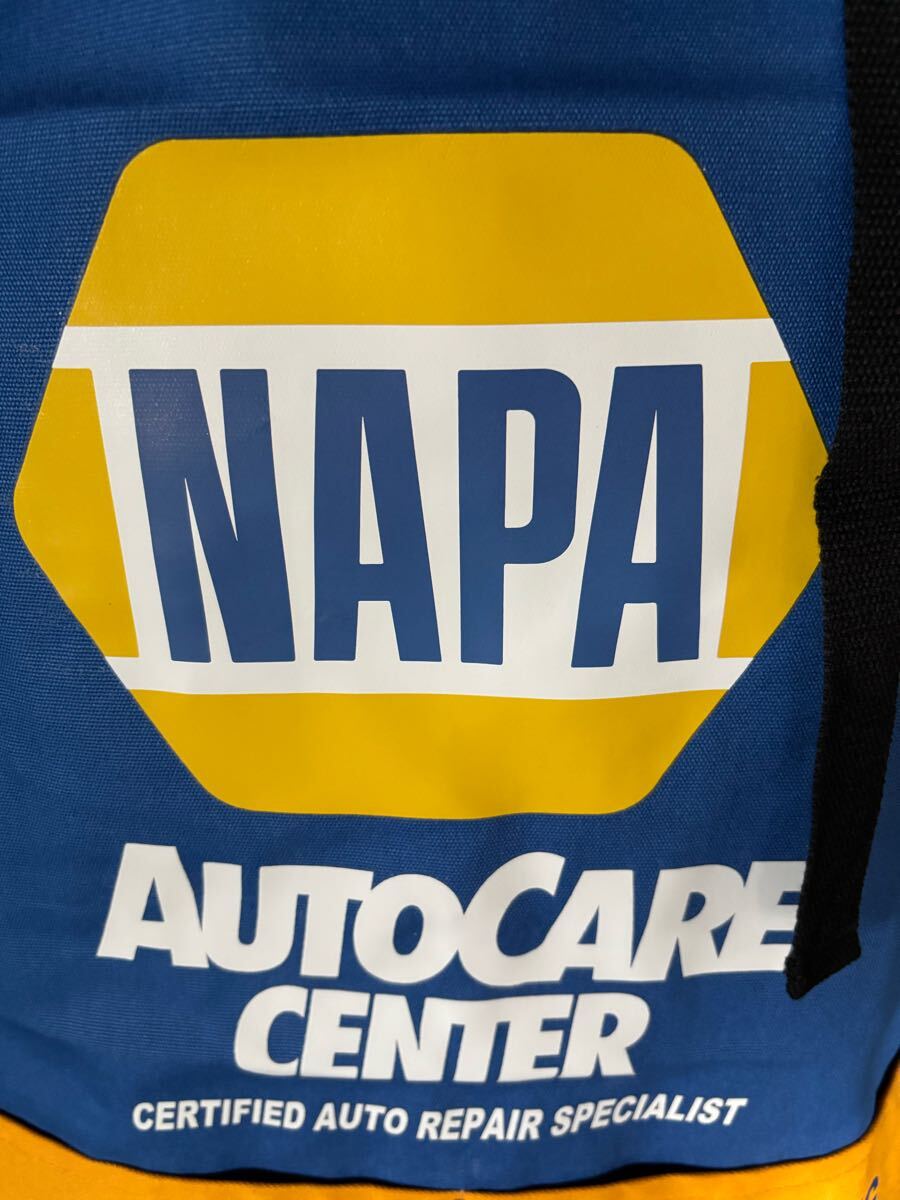 NAPA
AUTOCARE
CENTER
CERTIFIED AUTO REPAIR SPECIALIST